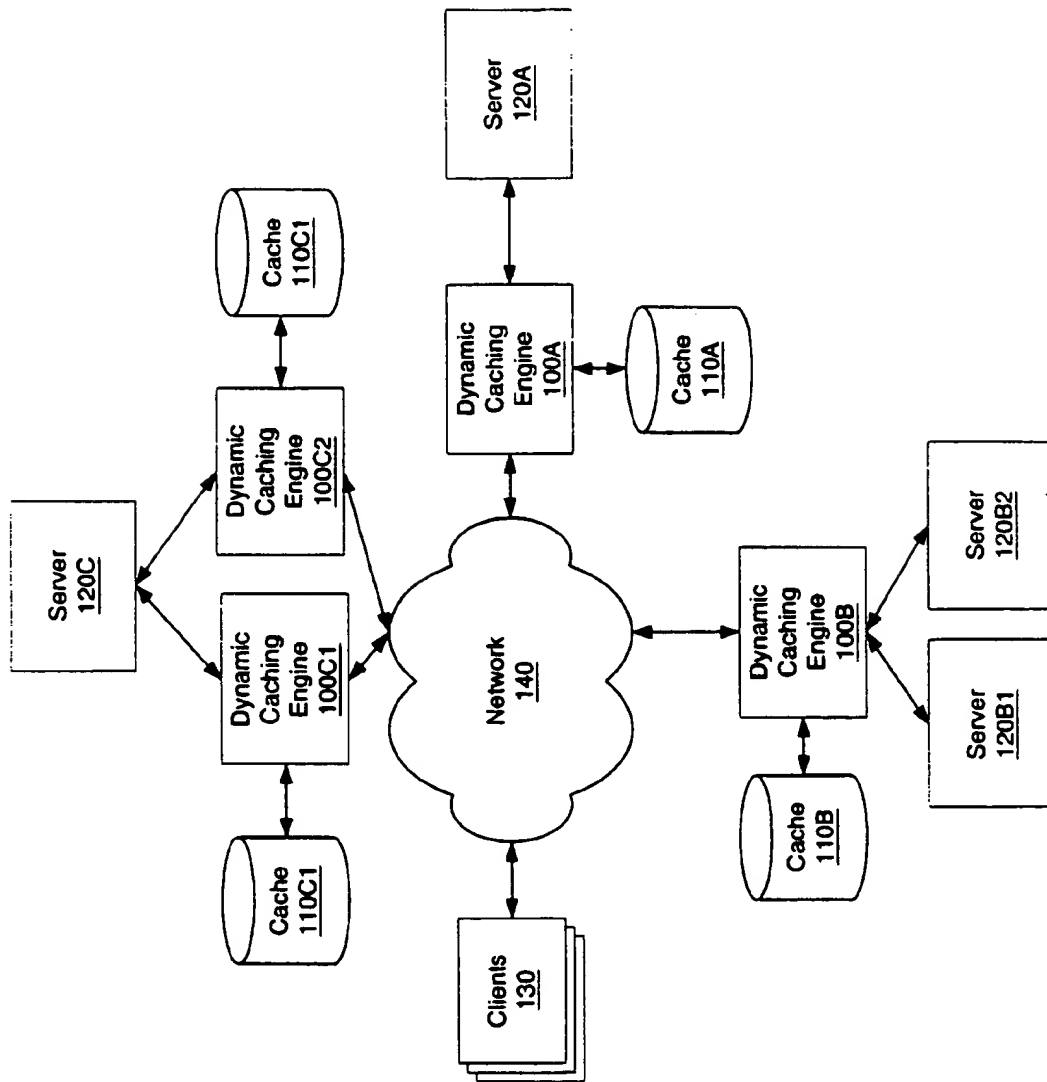 Server
120C
Cache
110C1
Dynamic
Caching
Engine
100C1
Dynamic
Caching
Engine
100C2
Cache
110C1
Clients
130
Network
140
Dynamic
Caching
Engine
100A
Server
120A
Cache
110A
Cache
110B
Dynamic
Caching
Engine
100B
Server
120B1
Server
120B2